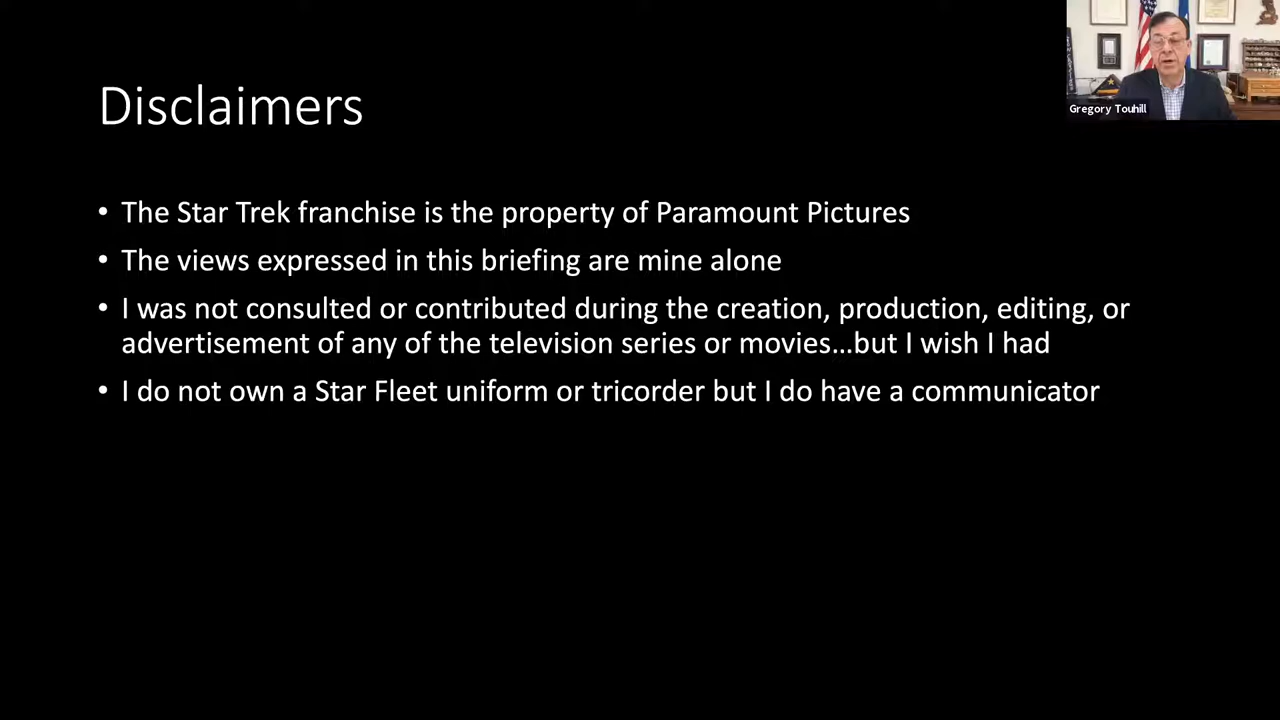 Disclaimers
Gregory Touhill
• The Star Trek franchise is the property of Paramount Pictures
• The views expressed in this briefing are mine alone
• I was not consulted or contributed during the creation, production, editing, or
advertisement of any of the television series or movies…but I wish I had
• I do not own a Star Fleet uniform or tricorder but I do have a communicator